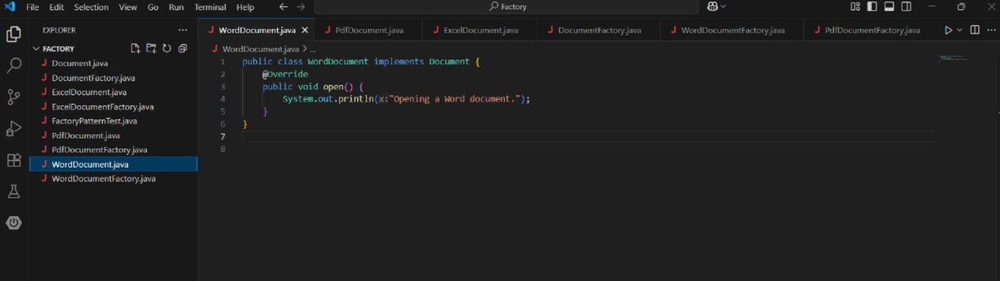 File Edit Selection View Go Run Terminal Help
Factory
EXPLORER
FACTORY
Document.java
DocumentFactory.java
ExcelDocument.java
ExcelDocumentFactory.java
FactoryPatternTest.java
PdfDocument.java
PdfDocumentFactory.java
WordDocument.java
WordDocumentFactory.java
WordDocument.java PdfDocument.java ExcelDocument.java DocumentFactory.java WordDocumentFactory.java PdfDocumentFactory.java
WordDocument.java > ...
1 public class WordDocument implements Document {
2 @Override
3 public void open() {
4 System.out.println(x:"Opening a Word document.");
5 }
6 }
7
8